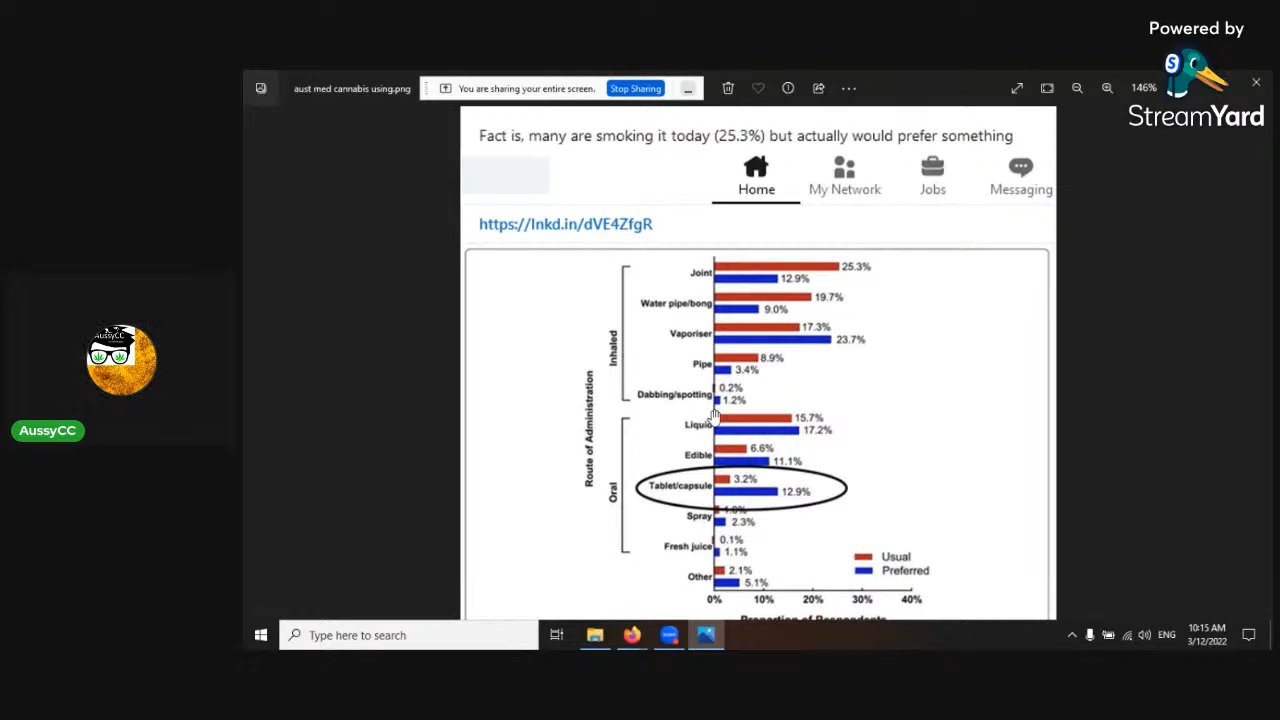 Powered by
StreamYard
aust med cannabis using.png
You are sharing your entire screen.
Stop Sharing
146%
Fact is, many are smoking it today (25.3%) but actually would prefer something
Home
My Network
Jobs
Messaging
https://lnkd.in/dVE4ZfgR
Route of Administration
Inhaled
Joint
25.3%
12.9%
Water pipe/bong
19.7%
9.0%
Vaporiser
17.3%
23.7%
Pipe
8.9%
3.4%
Dabbing/spotting
0.2%
1.2%
Oral
Liquid
15.7%
17.2%
Edible
6.6%
11.1%
Tablet/capsule
3.2%
12.9%
Spray
2.3%
Fresh juice
0.1%
1.1%
Other
2.1%
5.1%
Usual
Preferred
0% 10% 20% 30% 40%
Proportion of Respondents
AussyCC
AussyCC
Type here to search
ENG
10:15 AM
3/12/2022